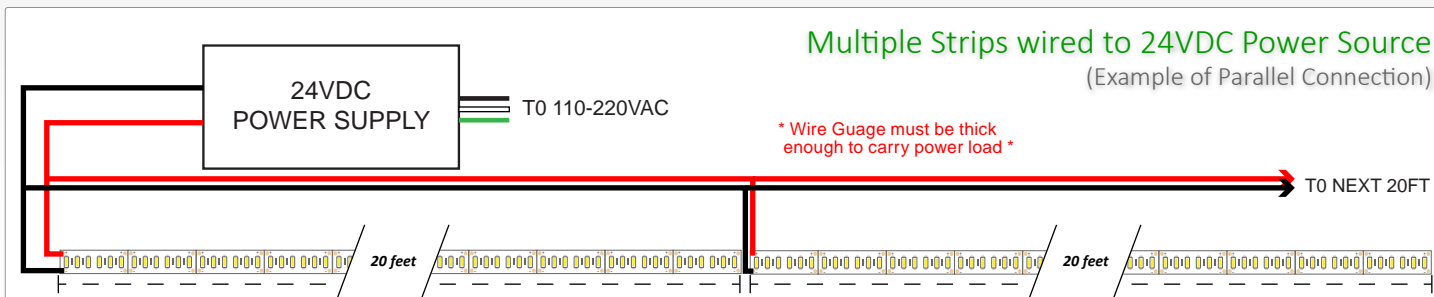 Multiple Strips wired to 24VDC Power Source
(Example of Parallel Connection)
24VDC
POWER SUPPLY
T0 110-220VAC
* Wire Guage must be thick
enough to carry power load *
T0 NEXT 20FT
20 feet
20 feet